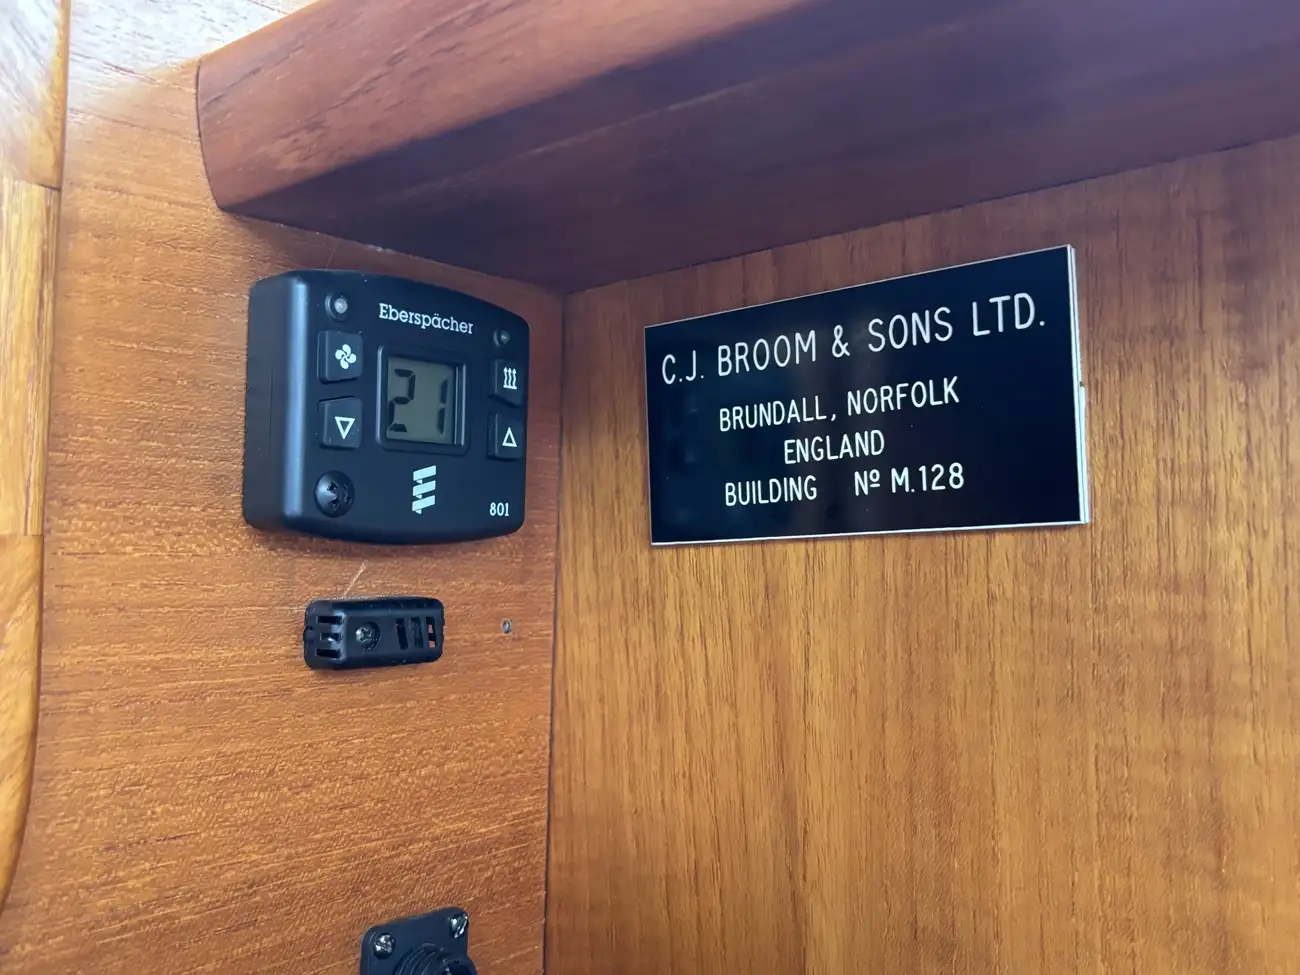 Eberspächer
21
801
C.J. BROOM & SONS LTD.
BRUNDALL, NORFOLK
ENGLAND
BUILDING Nº M.128